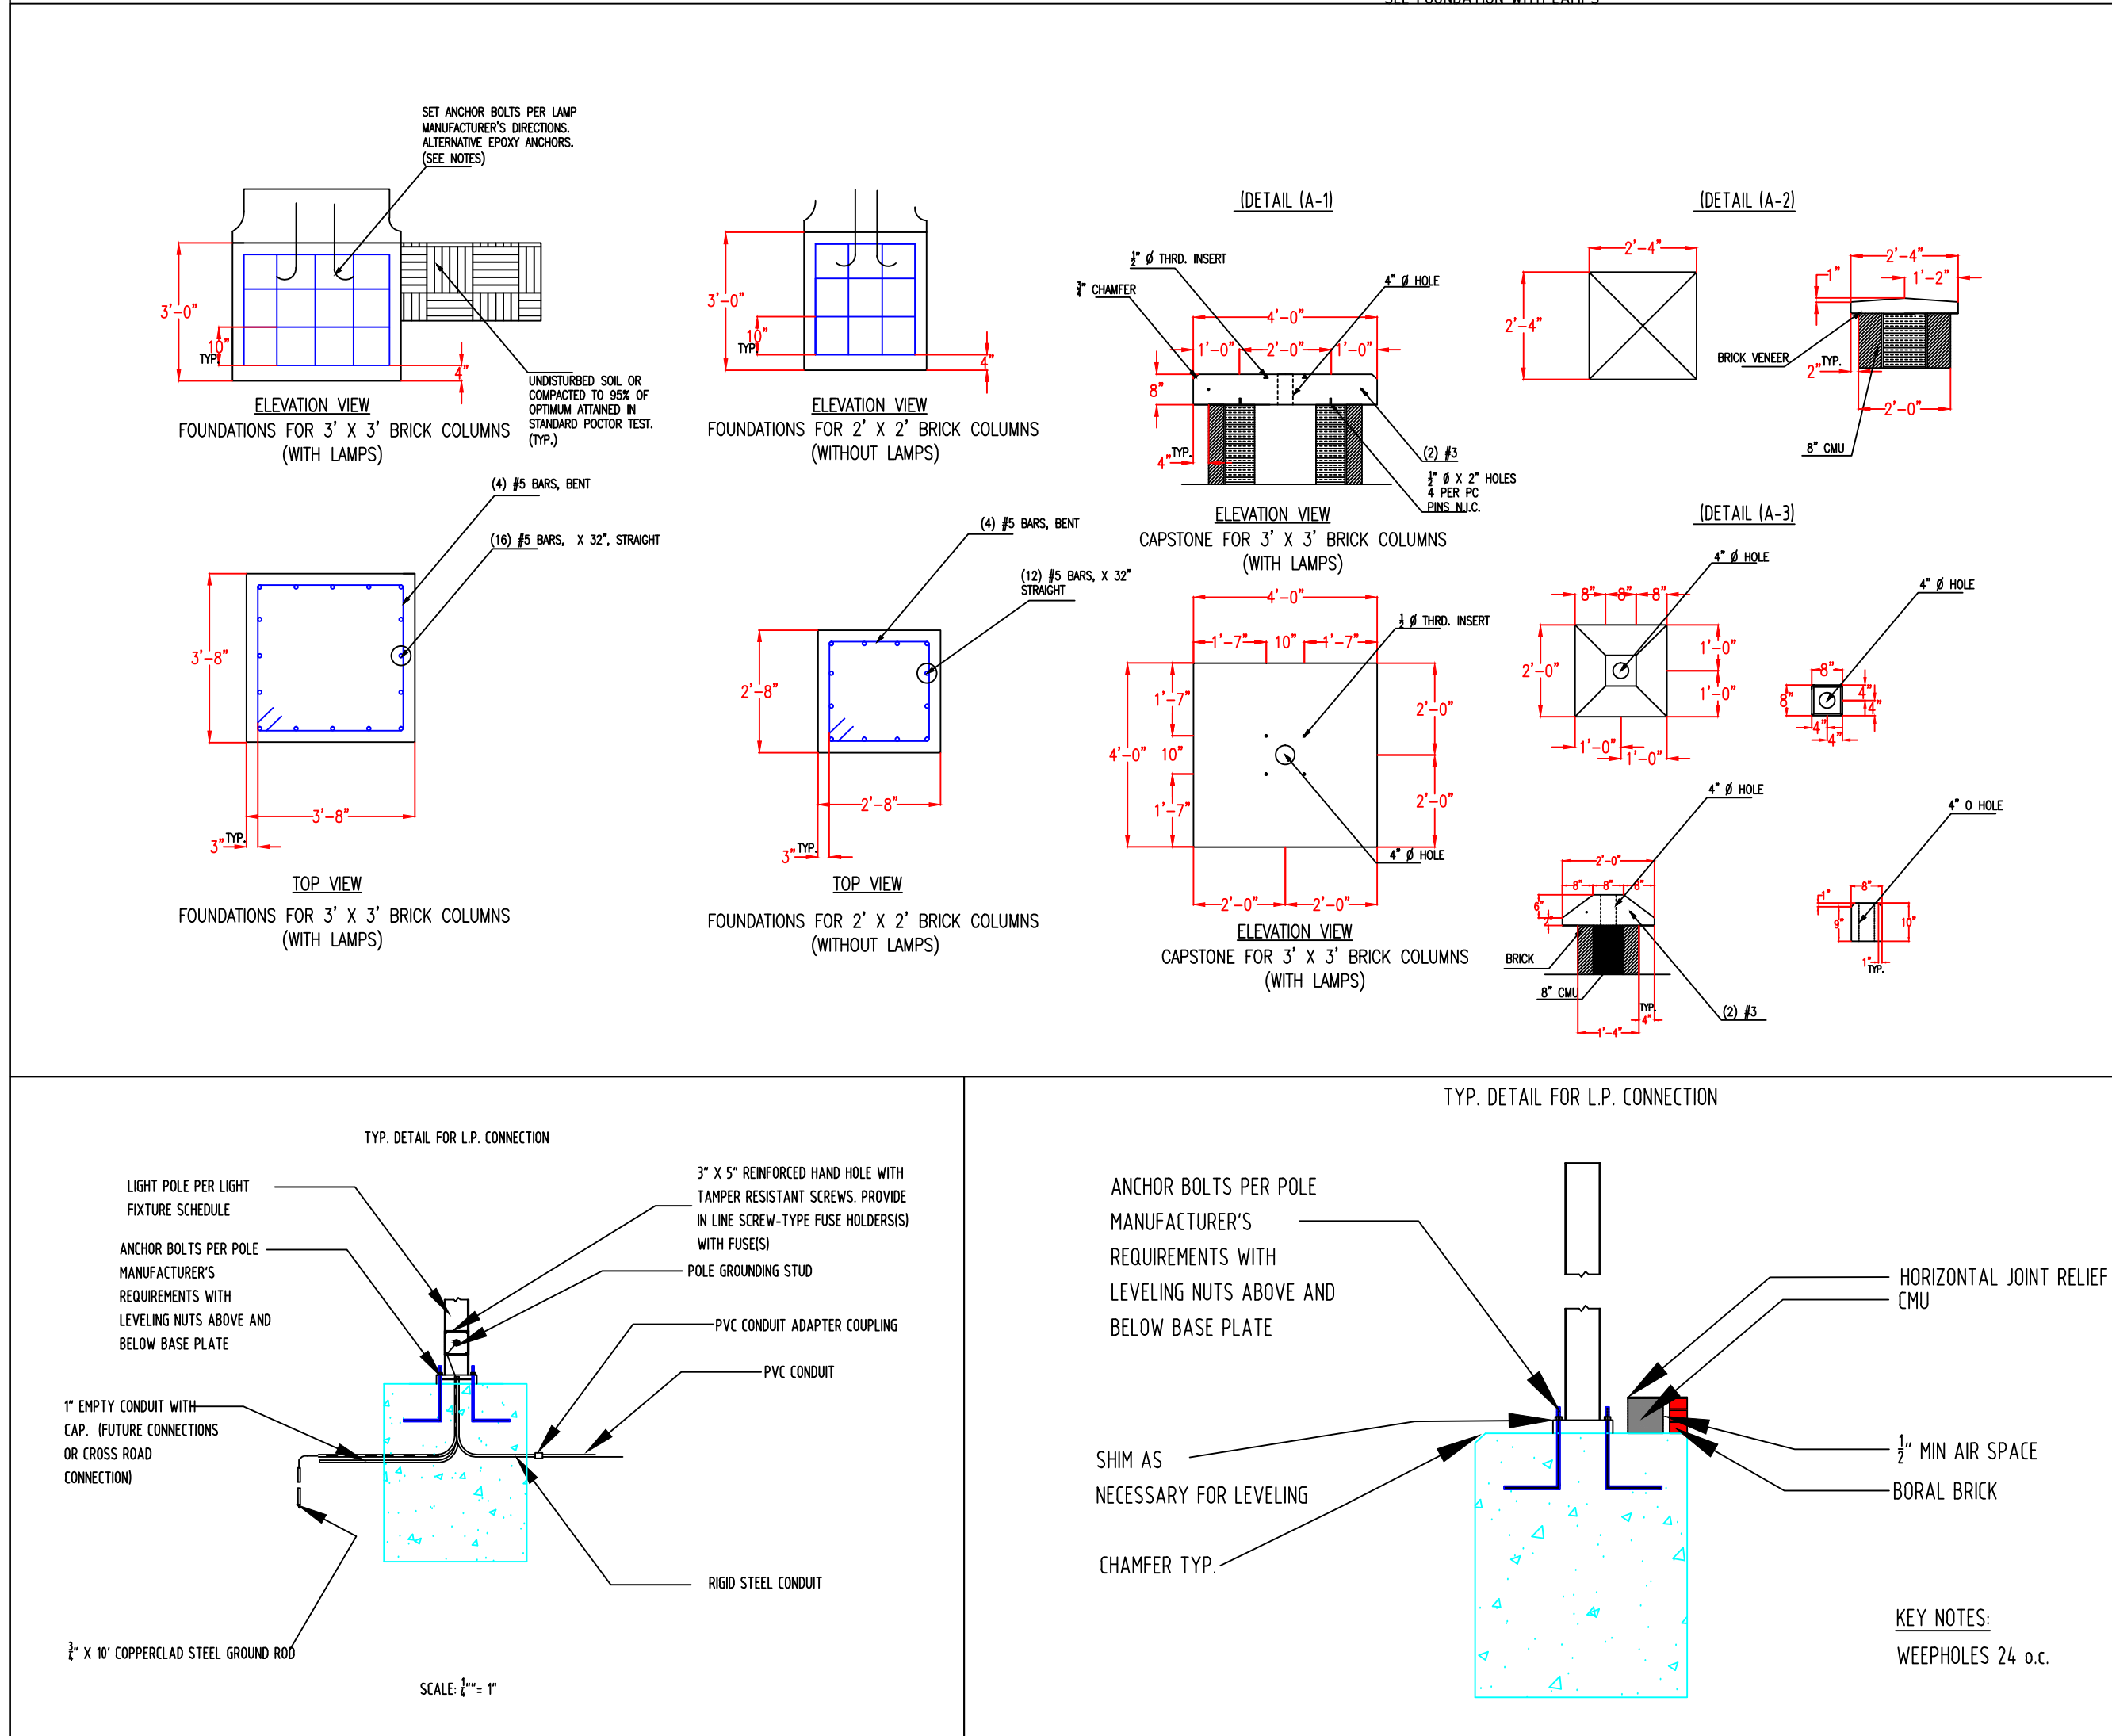 SET ANCHOR BOLTS PER LAMP
MANUFACTURER'S DIRECTIONS.
ALTERNATIVE EPOXY ANCHORS.
(SEE NOTES)
3'-0"
10"
TYP.
4"
UNDISTURBED SOIL OR
COMPACTED TO 95% OF
OPTIMUM ATTAINED IN
STANDARD POCTOR TEST.
(TYP.)
ELEVATION VIEW
FOUNDATIONS FOR 3' X 3' BRICK COLUMNS
(WITH LAMPS)
3'-0"
10"
TYP.
4"
ELEVATION VIEW
FOUNDATIONS FOR 2' X 2' BRICK COLUMNS
(WITHOUT LAMPS)
(DETAIL (A-1)
½" Ø THRD. INSERT
¾" CHAMFER
4" Ø HOLE
4'-0"
1'-0" 2'-0" 1'-0"
8"
TYP.
4"
(2) #3
½" Ø X 2" HOLES
4 PER PC
PINS N.I.C.
ELEVATION VIEW
CAPSTONE FOR 3' X 3' BRICK COLUMNS
(WITH LAMPS)
(DETAIL (A-2)
2'-4"
2'-4"
2'-4"
1"
1'-2"
BRICK VENEER
TYP.
2"
2'-0"
8" CMU
(4) #5 BARS, BENT
(16) #5 BARS, X 32", STRAIGHT
3'-8"
3'-8"
3" TYP.
TOP VIEW
FOUNDATIONS FOR 3' X 3' BRICK COLUMNS
(WITH LAMPS)
(4) #5 BARS, BENT
(12) #5 BARS, X 32"
STRAIGHT
2'-8"
2'-8"
3" TYP.
TOP VIEW
FOUNDATIONS FOR 2' X 2' BRICK COLUMNS
(WITHOUT LAMPS)
4'-0"
1'-7" 10" 1'-7"
½ Ø THRD. INSERT
1'-7"
2'-0"
4'-0"
10"
1'-7"
2'-0"
4" Ø HOLE
2'-0" 2'-0"
ELEVATION VIEW
CAPSTONE FOR 3' X 3' BRICK COLUMNS
(WITH LAMPS)
(DETAIL (A-3)
4" Ø HOLE
8" 8" 8"
2'-0"
1'-0"
1'-0"
1'-0"
1'-0"
4" Ø HOLE
8"
8"
4"
4"
4"
4"
4" Ø HOLE
2'-0"
8" 8" 8"
6"
2"
BRICK
8" CMU
TYP.
4"
1'-4"
(2) #3
4" O HOLE
1"
8"
9"
10"
1"
TYP.
TYP. DETAIL FOR L.P. CONNECTION
LIGHT POLE PER LIGHT
FIXTURE SCHEDULE
ANCHOR BOLTS PER POLE
MANUFACTURER'S
REQUIREMENTS WITH
LEVELING NUTS ABOVE AND
BELOW BASE PLATE
1" EMPTY CONDUIT WITH
CAP. (FUTURE CONNECTIONS
OR CROSS ROAD
CONNECTION)
¾" X 10' COPPERCLAD STEEL GROUND ROD
3" X 5" REINFORCED HAND HOLE WITH
TAMPER RESISTANT SCREWS. PROVIDE
IN LINE SCREW-TYPE FUSE HOLDERS(S)
WITH FUSE(S)
POLE GROUNDING STUD
PVC CONDUIT ADAPTER COUPLING
PVC CONDUIT
RIGID STEEL CONDUIT
SCALE: ¼""= 1"
TYP. DETAIL FOR L.P. CONNECTION
ANCHOR BOLTS PER POLE
MANUFACTURER'S
REQUIREMENTS WITH
LEVELING NUTS ABOVE AND
BELOW BASE PLATE
SHIM AS
NECESSARY FOR LEVELING
CHAMFER TYP.
HORIZONTAL JOINT RELIEF
CMU
½" MIN AIR SPACE
BORAL BRICK
KEY NOTES:
WEEPHOLES 24 o.c.